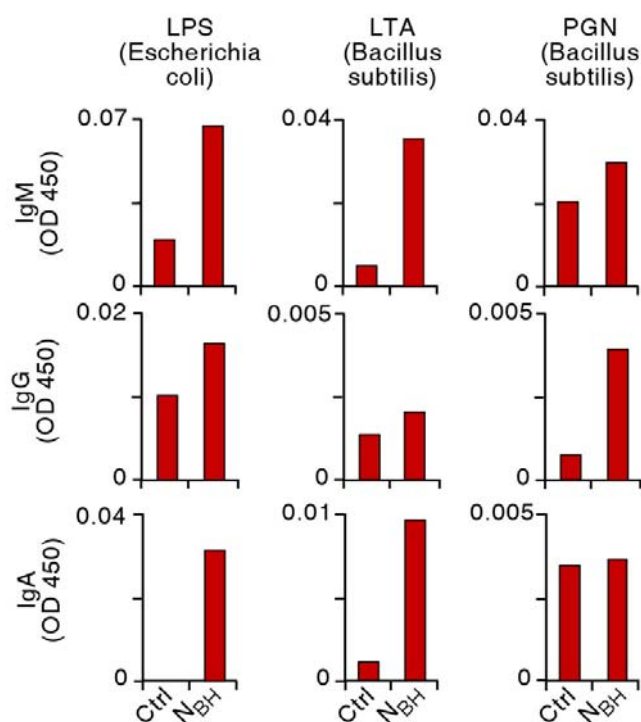 LPS
(Escherichia
coli)
LTA
(Bacillus
subtilis)
PGN
(Bacillus
subtilis)
IgM
(OD 450)
0.07
0
0.04
0
0.04
0
IgG
(OD 450)
0.02
0
0.005
0
0.005
0
IgA
(OD 450)
0.04
0
0.01
0
0.005
0
Ctrl
NBH
Ctrl
NBH
Ctrl
NBH